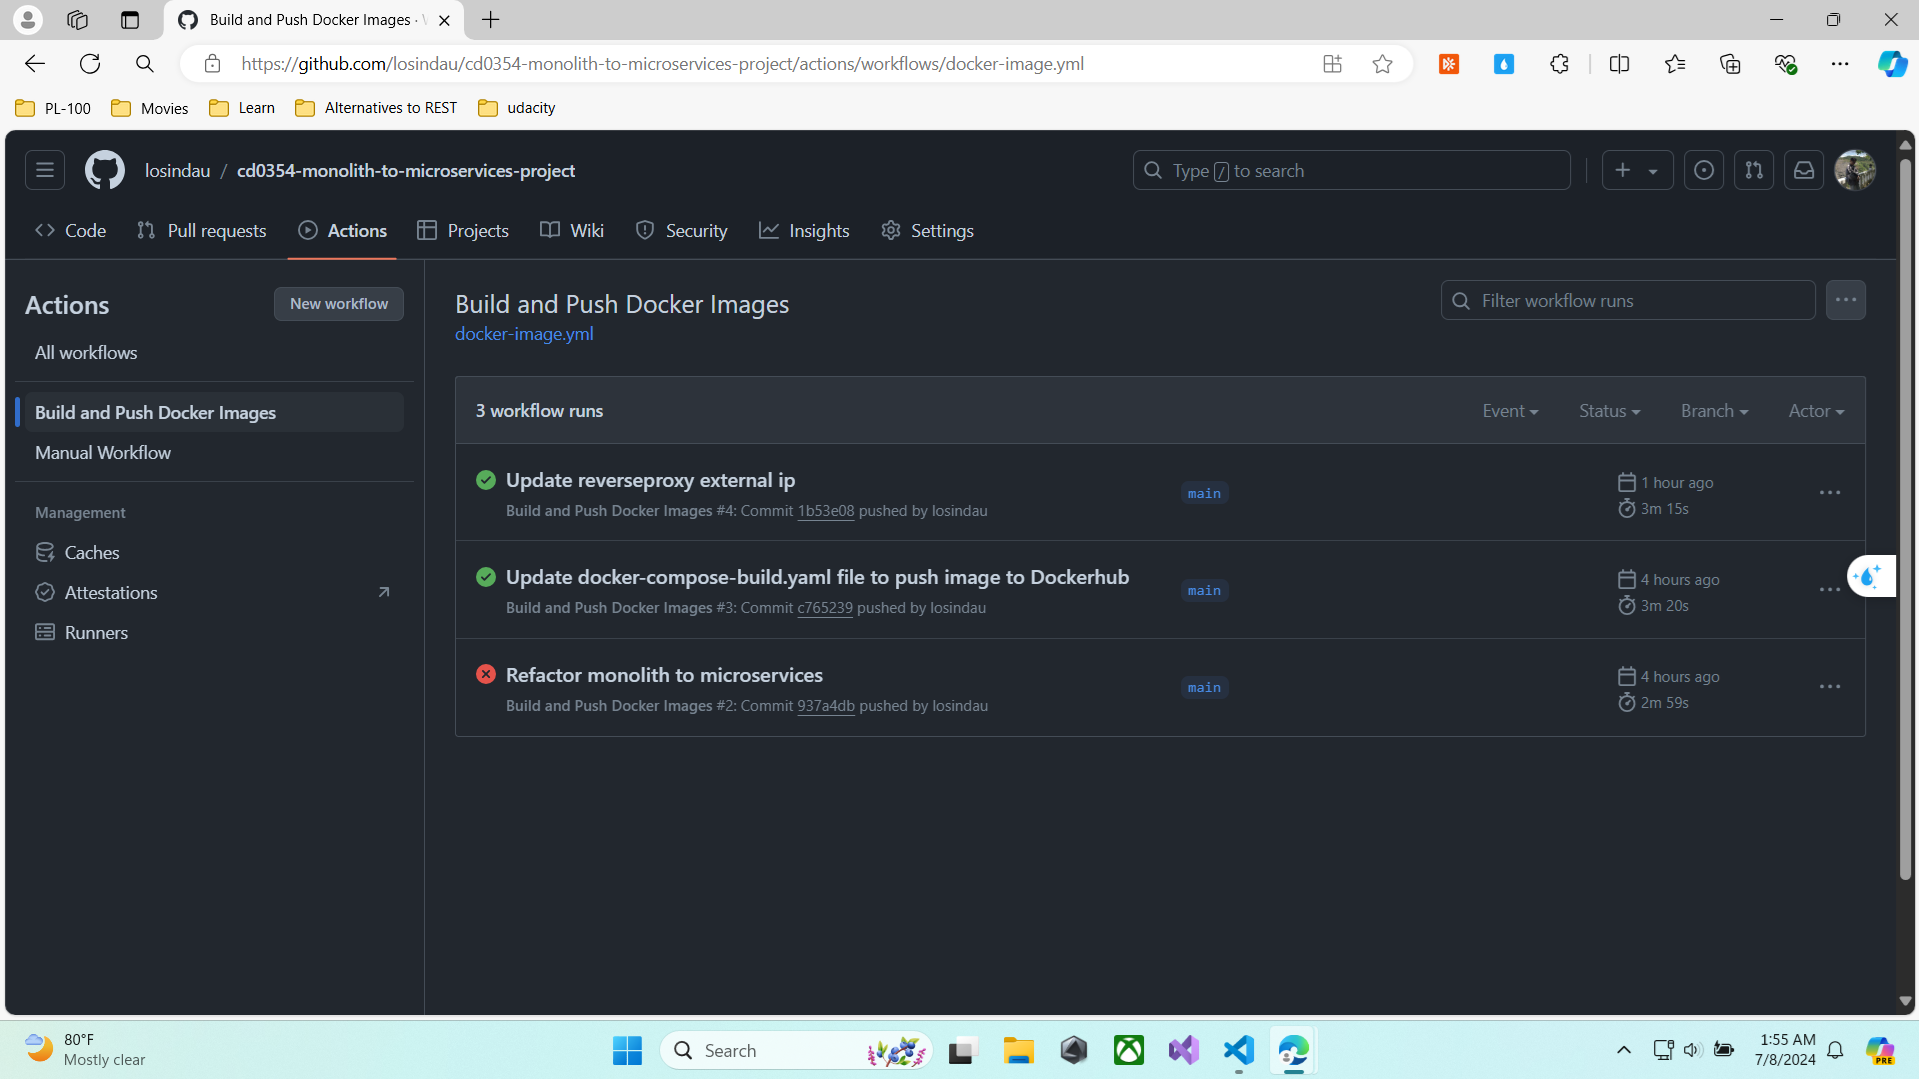 Build and Push Docker Images ·
https://github.com/losindau/cd0354-monolith-to-microservices-project/actions/workflows/docker-image.yml
PL-100 Movies Learn Alternatives to REST udacity
losindau / cd0354-monolith-to-microservices-project
Type / to search
Code Pull requests Actions Projects Wiki Security Insights Settings
Actions
New workflow
All workflows
Build and Push Docker Images
Manual Workflow
Management
Caches
Attestations
Runners
Build and Push Docker Images
docker-image.yml
Filter workflow runs
3 workflow runs
Event Status Branch Actor
Update reverseproxy external ip
Build and Push Docker Images #4: Commit 1b53e08 pushed by losindau
main
1 hour ago
3m 15s
Update docker-compose-build.yaml file to push image to Dockerhub
Build and Push Docker Images #3: Commit c765239 pushed by losindau
main
4 hours ago
3m 20s
Refactor monolith to microservices
Build and Push Docker Images #2: Commit 937a4db pushed by losindau
main
4 hours ago
2m 59s
80°F
Mostly clear
Search
1:55 AM
7/8/2024
PRE